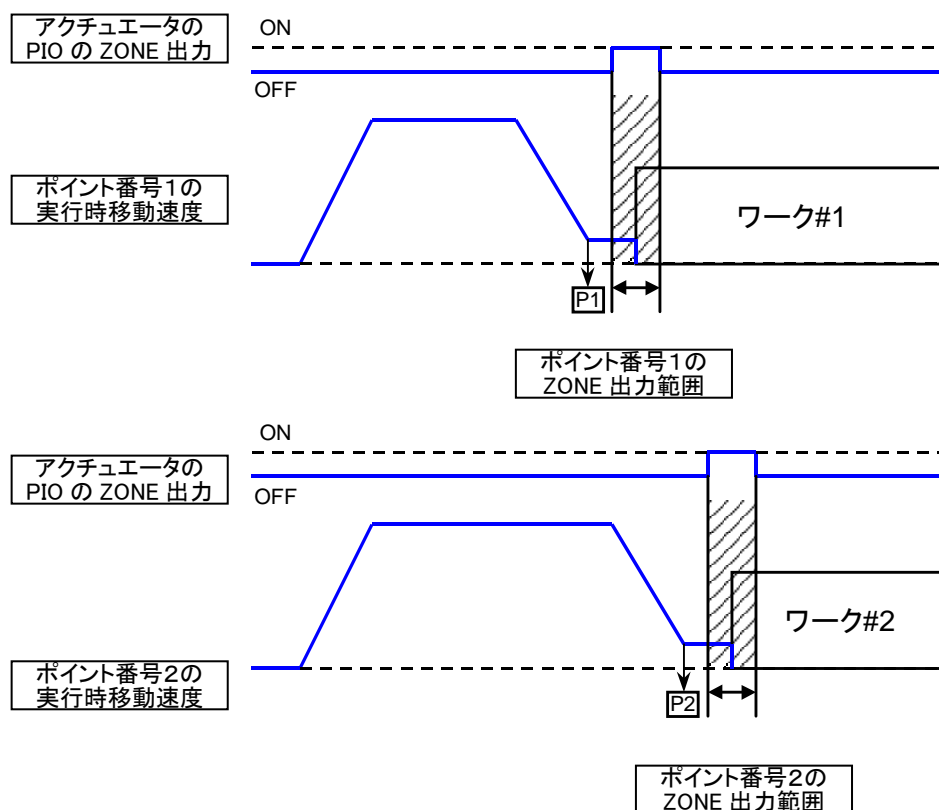 アクチュエータの
PIO の ZONE 出力
ON
OFF
ポイント番号1の
実行時移動速度
ワーク#1
P1
ポイント番号1の
ZONE 出力範囲
ON
アクチュエータの
PIO の ZONE 出力
OFF
ワーク#2
ポイント番号2の
実行時移動速度
P2
ポイント番号2の
ZONE 出力範囲